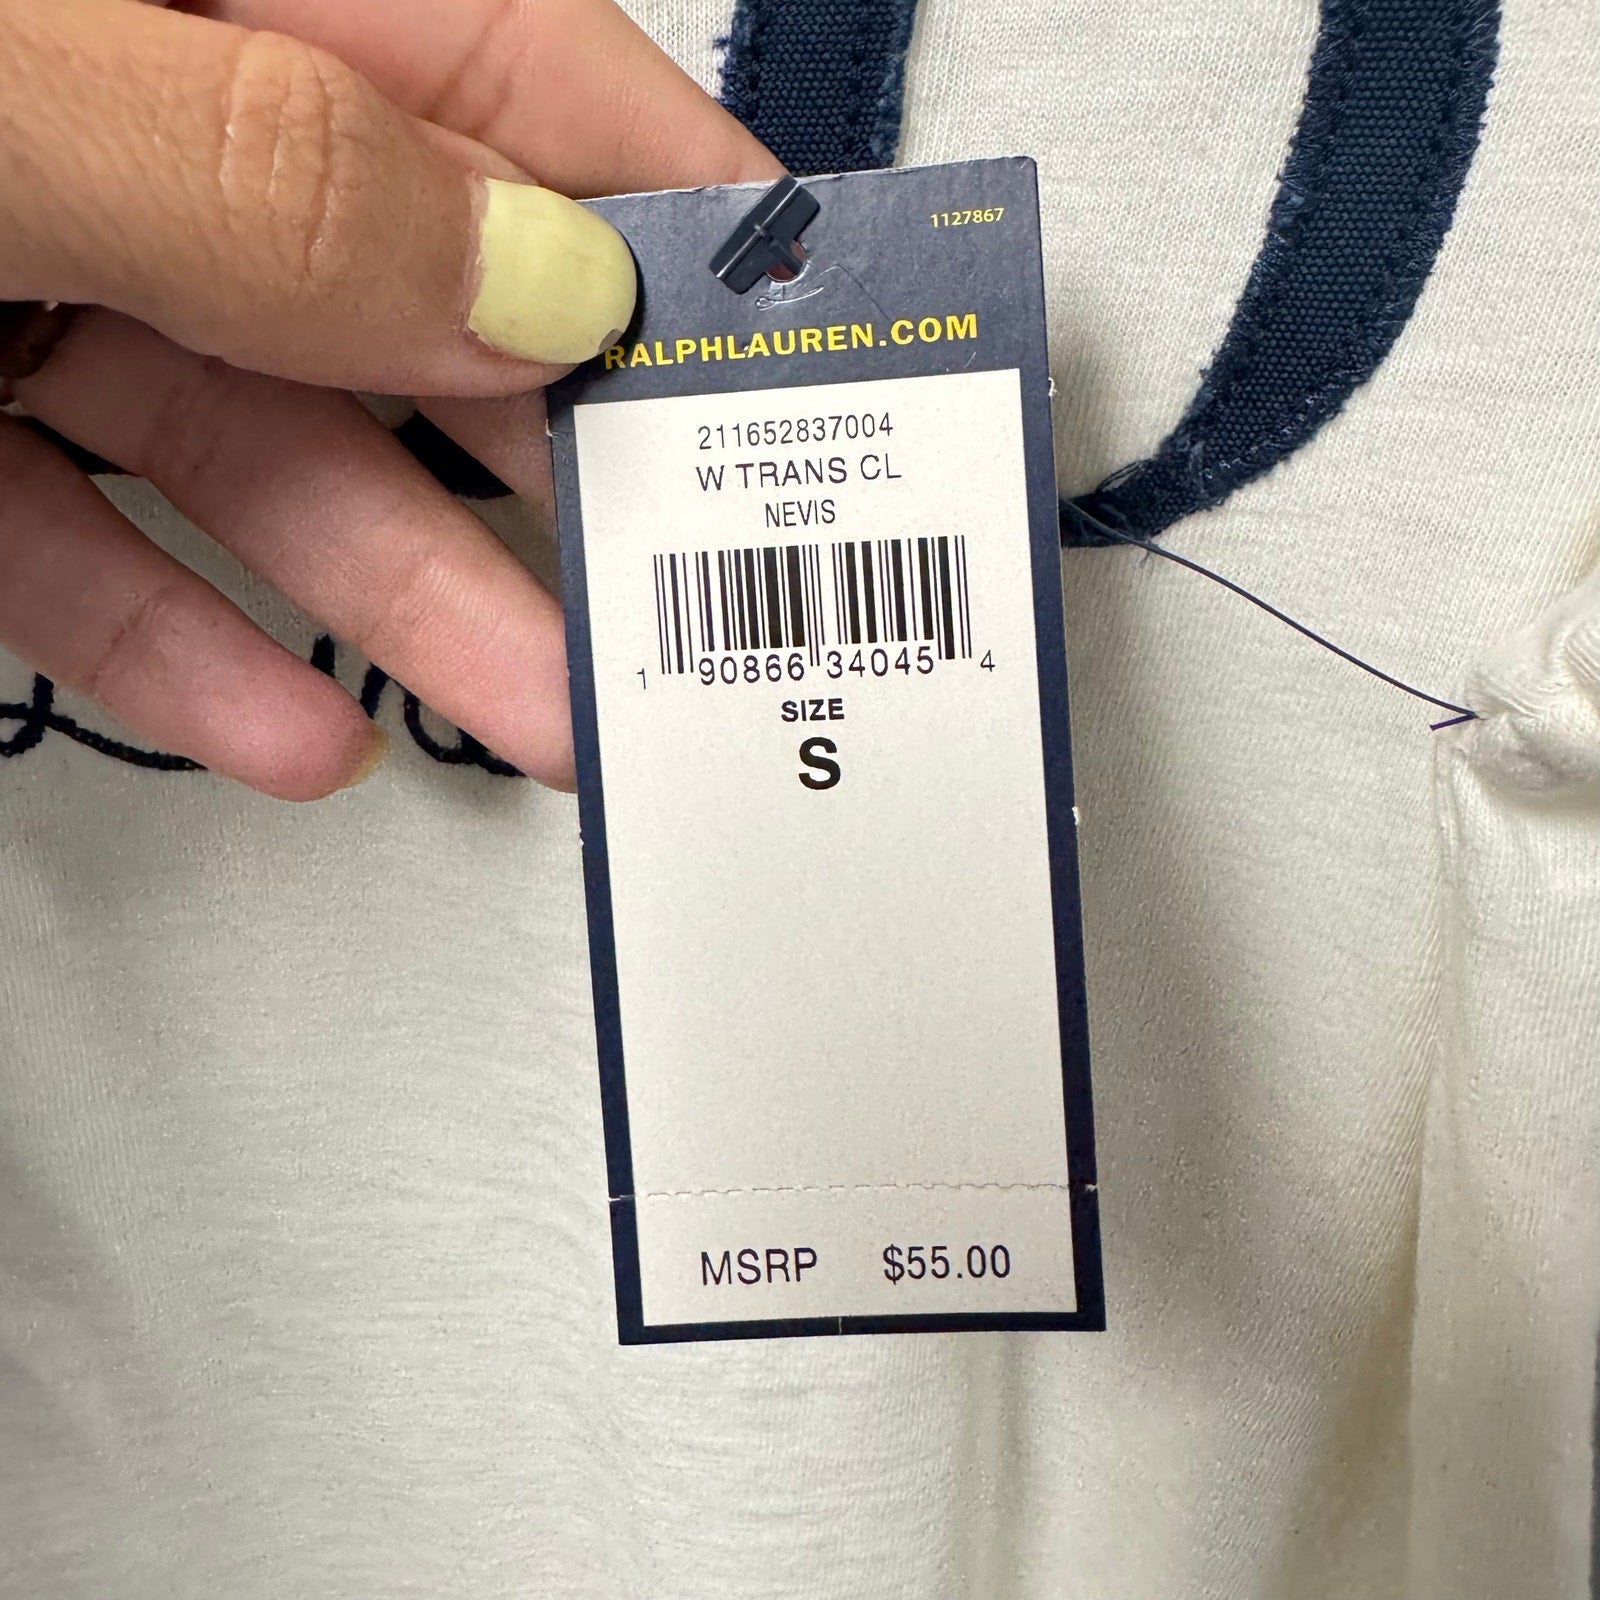 1127867
RALPHLAUREN.COM
211652837004
W TRANS CL
NEVIS
1 90866 34045 4
SIZE
S
MSRP $55.00